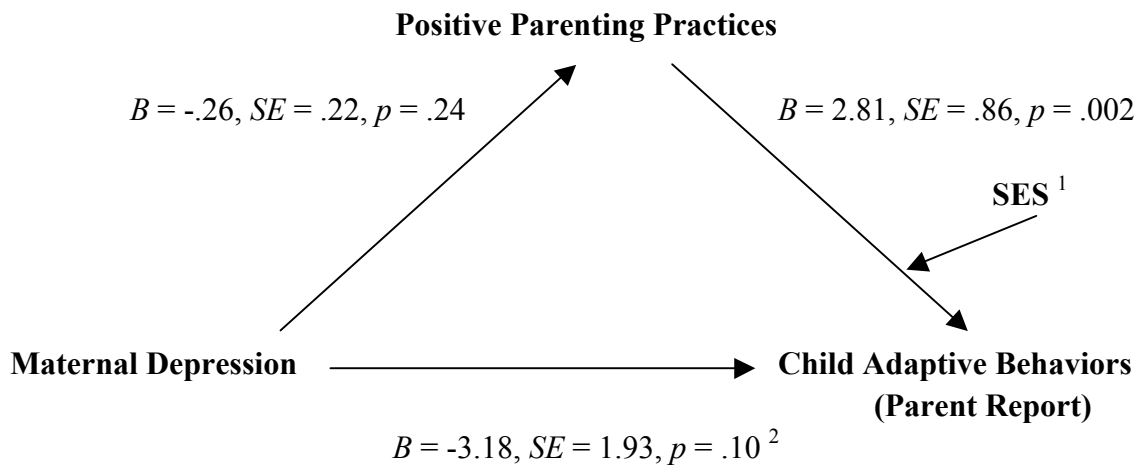 Positive Parenting Practices
B = -.26, SE = .22, p = .24
B = 2.81, SE = .86, p = .002
SES 1
Maternal Depression
Child Adaptive Behaviors
(Parent Report)
B = -3.18, SE = 1.93, p = .10 2